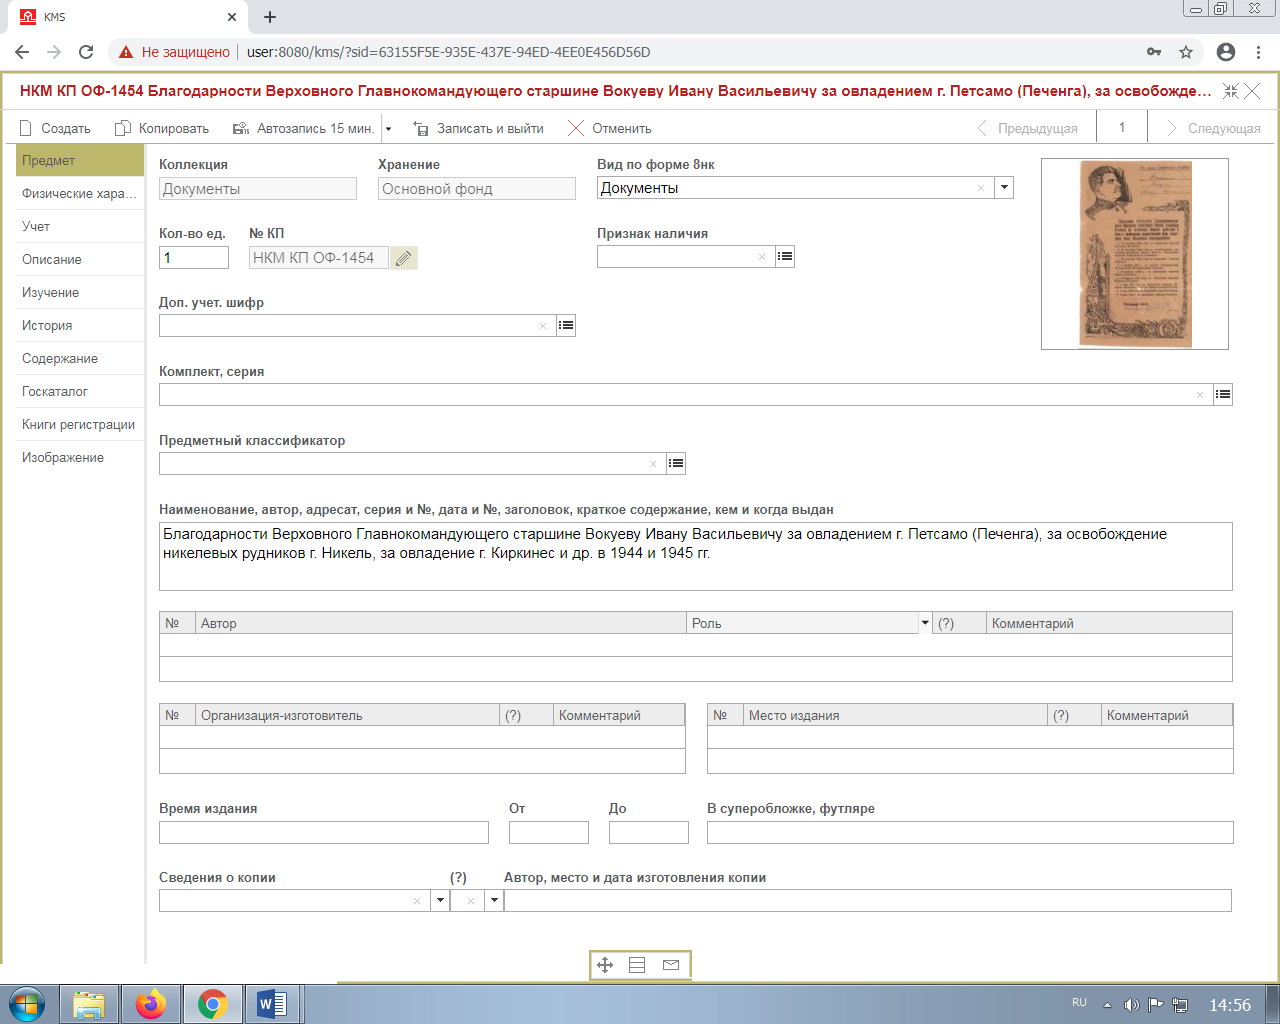 KMS
Не защищено
user:8080/kms/?sid=63155F5E-935E-437E-94ED-4EE0E456D56D
НКМ КП ОФ-1454 Благодарности Верховного Главнокомандующего старшине Вокуеву Ивану Васильевичу за овладением г. Петсамо (Печенга), за освобожде...
Создать Копировать Автозапись 15 мин. Записать и выйти Отменить Предыдущая 1 Следующая
Предмет
Физические хара...
Учет
Описание
Изучение
История
Содержание
Госкаталог
Книги регистрации
Изображение
Коллекция Хранение Вид по форме 8нк
Документы Основной фонд Документы
Кол-во ед. № КП Признак наличия
1 НКМ КП ОФ-1454
Доп. учет. шифр
Комплект, серия
Предметный классификатор
Наименование, автор, адресат, серия и №, дата и №, заголовок, краткое содержание, кем и когда выдан
Благодарности Верховного Главнокомандующего старшине Вокуеву Ивану Васильевичу за овладением г. Петсамо (Печенга), за освобождение
никелевых рудников г. Никель, за овладение г. Киркинес и др. в 1944 и 1945 гг.
№ Автор Роль (?) Комментарий
№ Организация-изготовитель (?) Комментарий № Место издания (?) Комментарий
Время издания От До В суперобложке, футляре
Сведения о копии (?) Автор, место и дата изготовления копии
RU 14:56